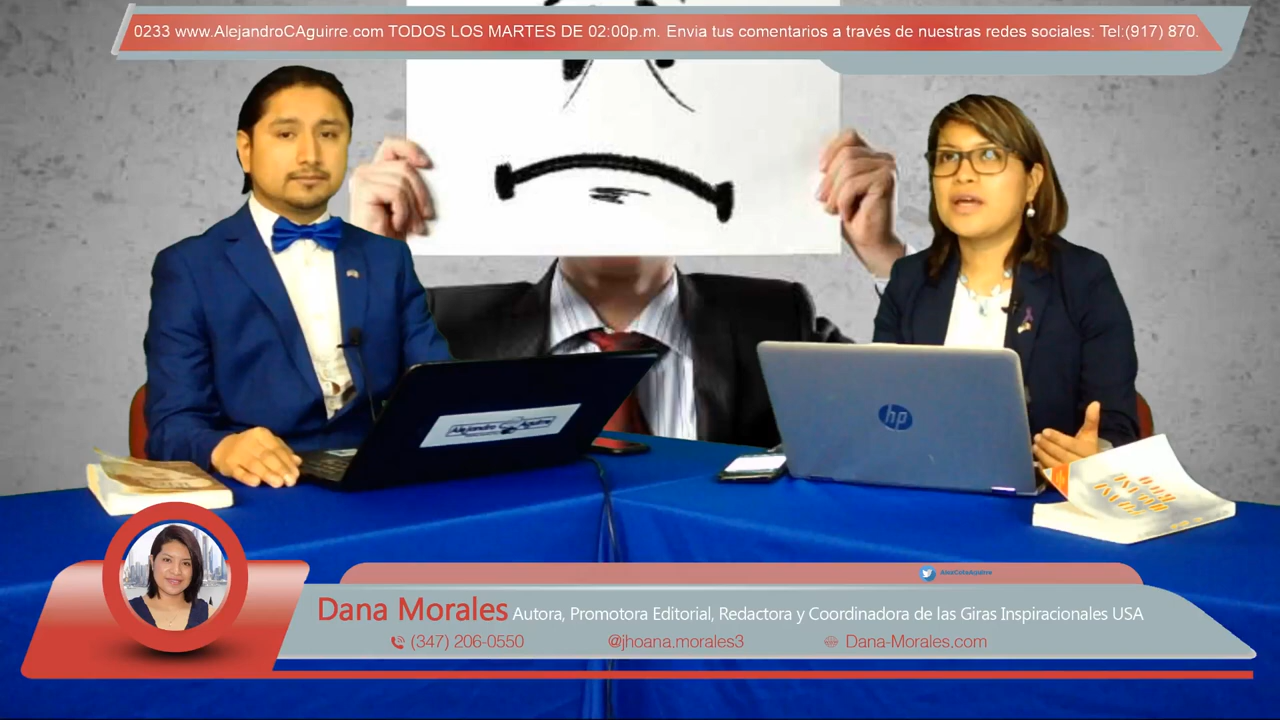 0233 www.AlejandroCAguirre.com TODOS LOS MARTES DE 02:00p.m. Envia tus comentarios a través de nuestras redes sociales: Tel:(917) 870.
Alejandro C Aguirre
hp
AlexCoteAguirre
Dana Morales Autora, Promotora Editorial, Redactora y Coordinadora de las Giras Inspiracionales USA
(347) 206-0550 @jhoana.morales3 Dana-Morales.com